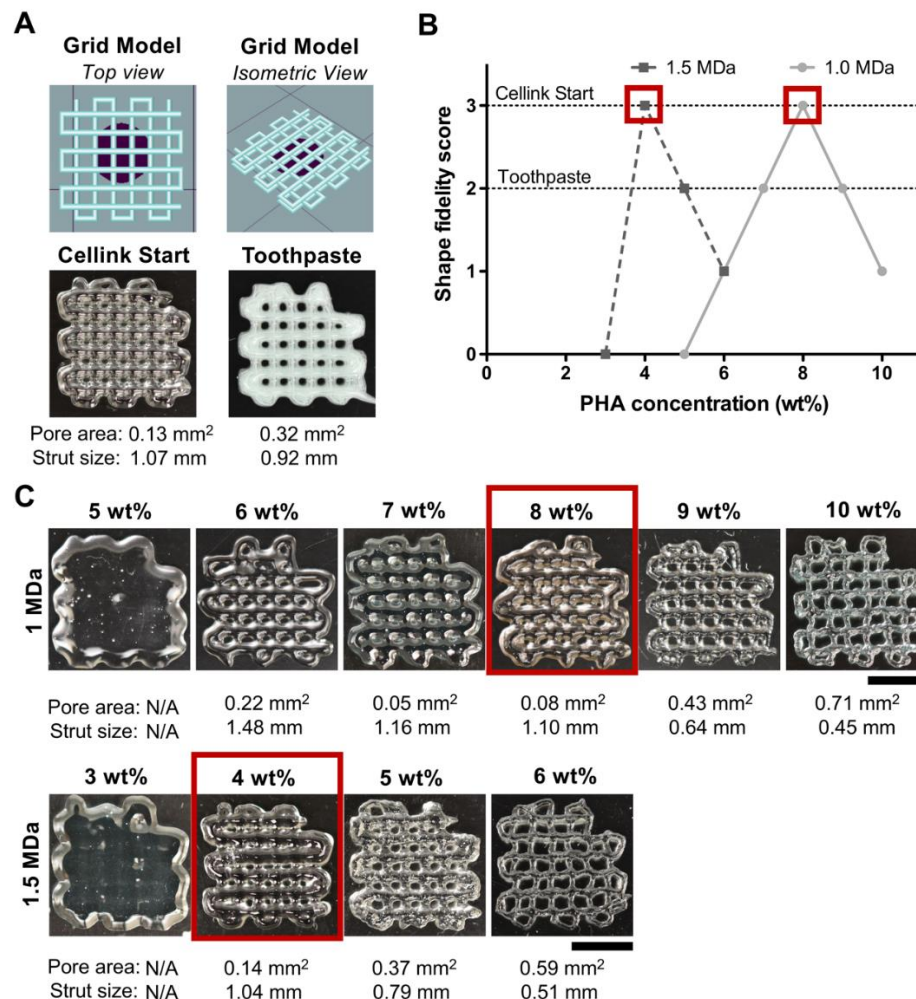 A
Grid Model
Top view
Grid Model
Isometric View
Cellink Start
Toothpaste
Pore area: 0.13 mm² 0.32 mm²
Strut size: 1.07 mm 0.92 mm
B
1.5 MDa 1.0 MDa
Shape fidelity score
3
2
1
0
Cellink Start
Toothpaste
0 2 4 6 8 10
PHA concentration (wt%)
C
5 wt% 6 wt% 7 wt% 8 wt% 9 wt% 10 wt%
1 MDa
Pore area: N/A 0.22 mm² 0.05 mm² 0.08 mm² 0.43 mm² 0.71 mm²
Strut size: N/A 1.48 mm 1.16 mm 1.10 mm 0.64 mm 0.45 mm
3 wt% 4 wt% 5 wt% 6 wt%
1.5 MDa
Pore area: N/A 0.14 mm² 0.37 mm² 0.59 mm²
Strut size: N/A 1.04 mm 0.79 mm 0.51 mm